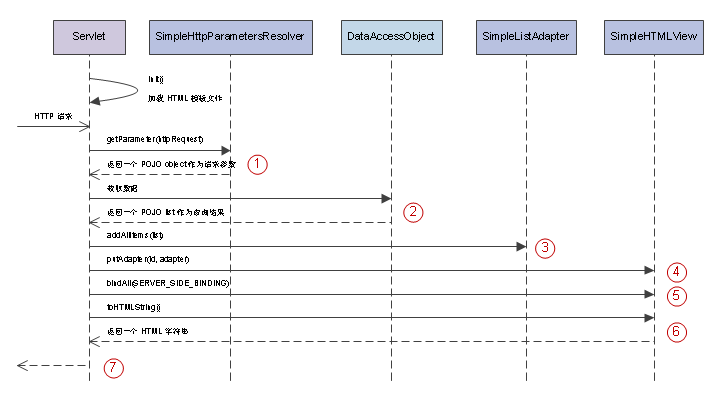 Servlet
SimpleHttpParametersResolver
DataAccessObject
SimpleListAdapter
SimpleHTMLView
init()
加载 HTML 模板文件
HTTP 请求
getParameter(httpRequest)
返回一个 POJO object 作为请求参数
1
获取数据
返回一个 POJO list 作为查询结果
2
addAllItems(list)
3
putAdapter(id, adapter)
4
bindAll(SERVER_SIDE_BINDING)
5
toHTMLString()
返回一个 HTML 字符串
6
7